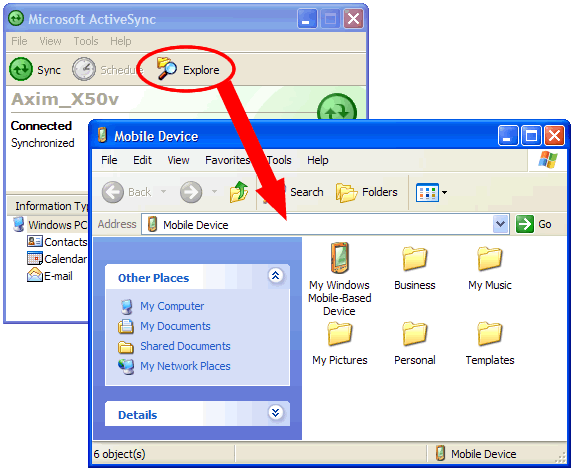 Microsoft ActiveSync
File View Tools Help
Sync Schedule Explore
Axim_X50v
Connected
Synchronized
Information Typ
Windows PC
Contacts
Calendar
E-mail
Mobile Device
File Edit View Favorites Tools Help
Back Search Folders
Address Mobile Device Go
Other Places
My Computer
My Documents
Shared Documents
My Network Places
Details
My Windows
Mobile-Based
Device
Business
My Music
My Pictures
Personal
Templates
6 object(s) Mobile Device